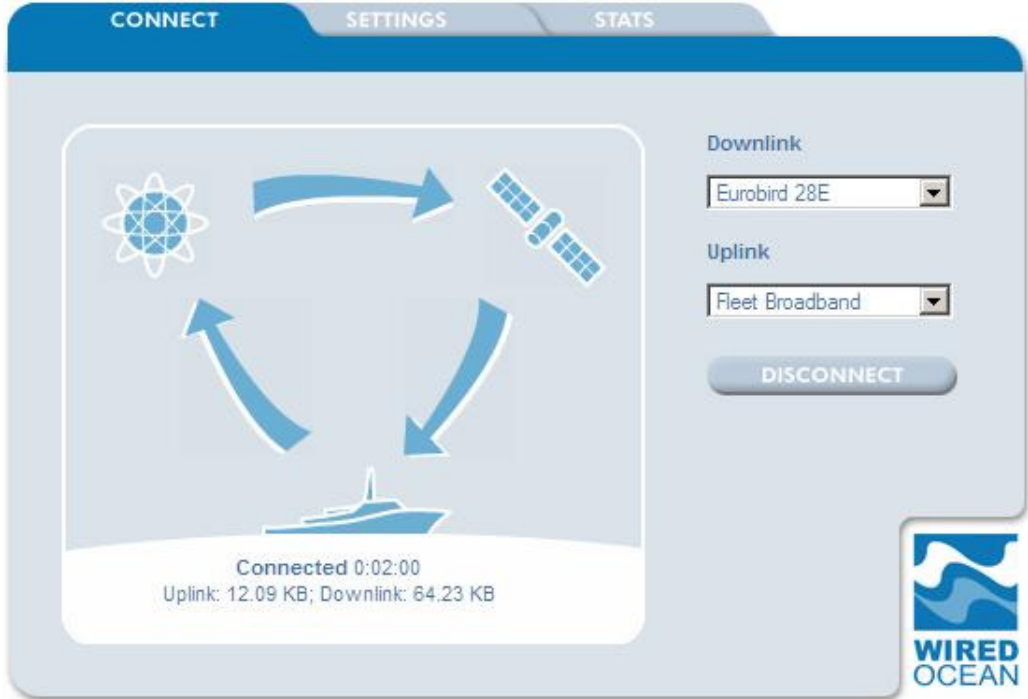 CONNECT SETTINGS STATS
Downlink
Eurobird 28E
Uplink
Fleet Broadband
DISCONNECT
Connected 0:02:00
Uplink: 12.09 KB; Downlink: 64.23 KB
WIRED
OCEAN